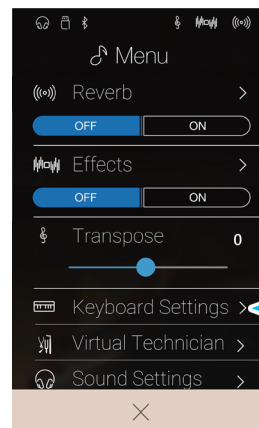 Menu
Reverb
OFF ON
Effects
OFF ON
Transpose 0
Keyboard Settings
Virtual Technician
Sound Settings